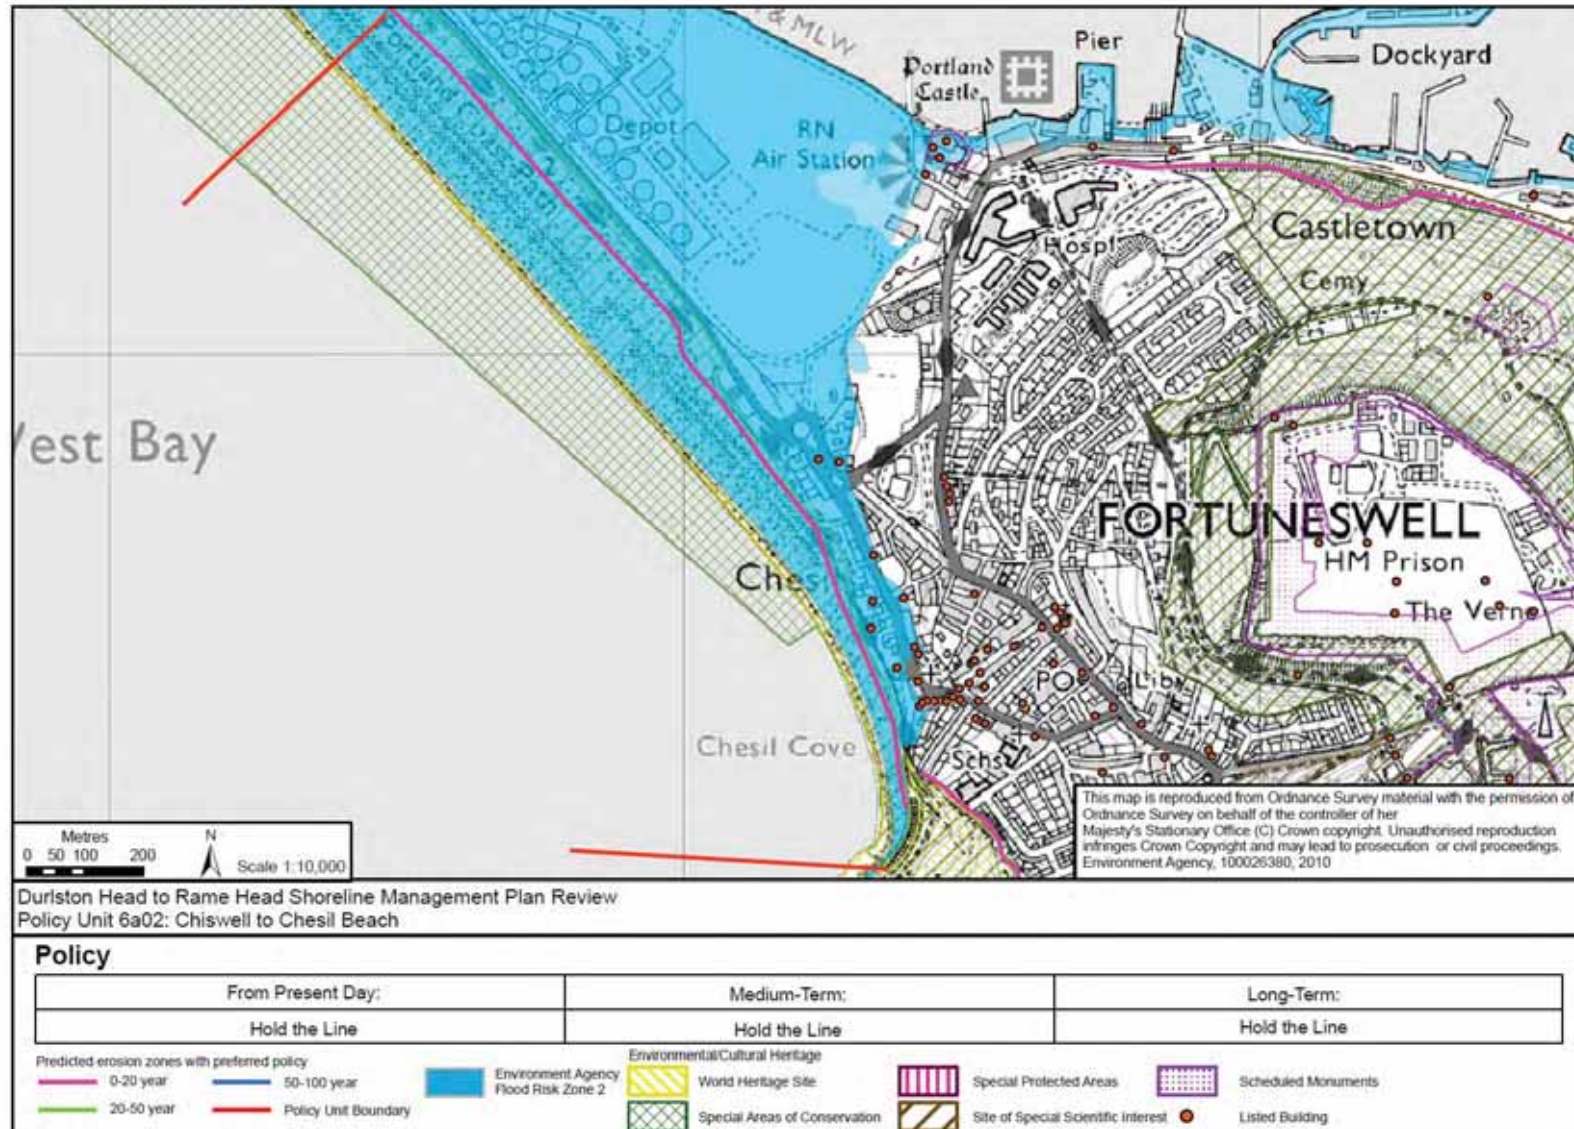 & MLW
Pier
Portland
Castle
Dockyard
Depot
RN
Air Station
Hospl
Castletown
Cemy
West Bay
FORTUNESWELL
HM Prison
The Verne
PO
Lib
Chesil Cove
Schs
Metres
0 50 100 200
N
Scale 1:10,000
This map is reproduced from Ordnance Survey material with the permission of
Ordnance Survey on behalf of the controller of her
Majesty's Stationary Office (C) Crown copyright. Unauthorised reproduction
infringes Crown Copyright and may lead to prosecution or civil proceedings.
Environment Agency, 100026380, 2010
Durlston Head to Rame Head Shoreline Management Plan Review
Policy Unit 6a02: Chiswell to Chesil Beach
Policy
From Present Day: Medium-Term: Long-Term:
Hold the Line Hold the Line Hold the Line
Predicted erosion zones with preferred policy
0-20 year
50-100 year
20-50 year
Policy Unit Boundary
Environment Agency
Flood Risk Zone 2
Environmental/Cultural Heritage
World Heritage Site
Special Protected Areas
Scheduled Monuments
Special Areas of Conservation
Site of Special Scientific Interest
Listed Building